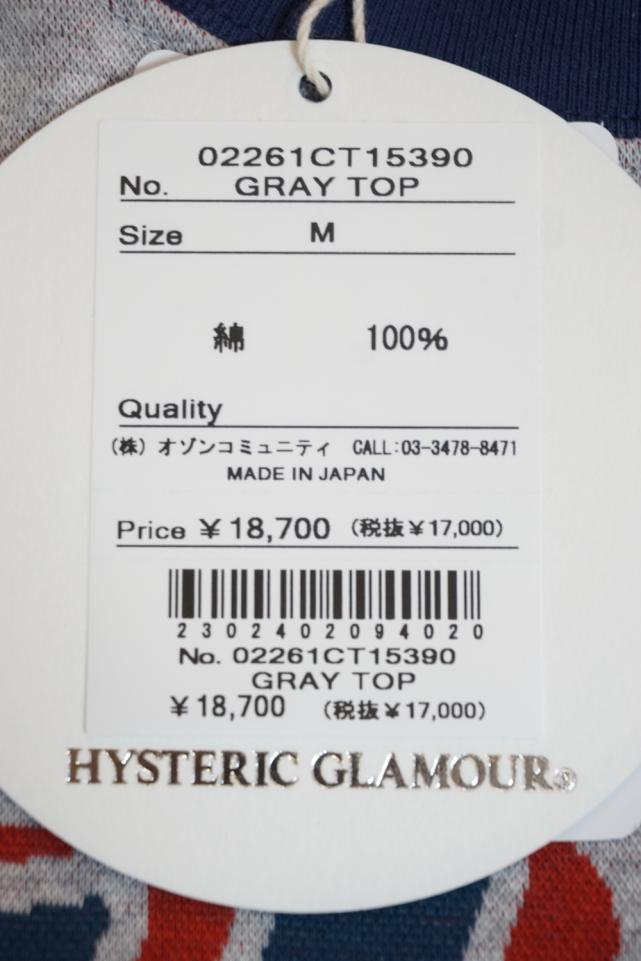 02261CT15390
No. GRAY TOP
Size M
綿 100%
Quality
（株）オゾンコミュニティ CALL:03-3478-8471
MADE IN JAPAN
Price ¥18,700 (税抜¥17,000)
2302402094020
No. 02261CT15390
GRAY TOP
¥18,700 (税抜¥17,000)
HYSTERIC GLAMOUR®